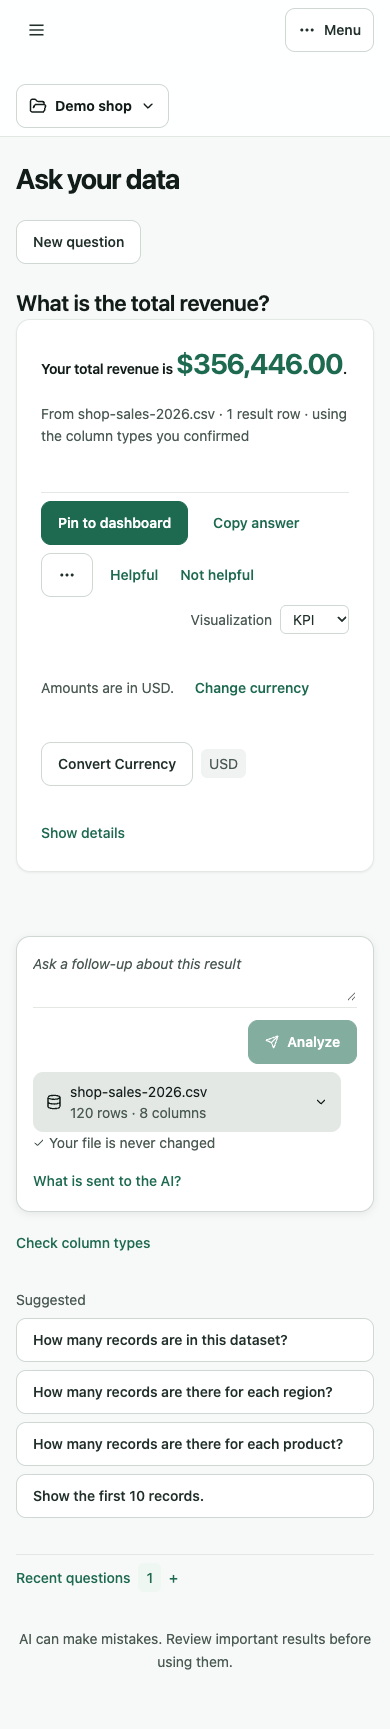 Menu
Demo shop
Ask your data
New question
What is the total revenue?
Your total revenue is $356,446.00.
From shop-sales-2026.csv · 1 result row · using
the column types you confirmed
Pin to dashboard
Copy answer
Helpful
Not helpful
Visualization KPI
Amounts are in USD. Change currency
Convert Currency USD
Show details
Ask a follow-up about this result
Analyze
shop-sales-2026.csv
120 rows · 8 columns
✓ Your file is never changed
What is sent to the AI?
Check column types
Suggested
How many records are in this dataset?
How many records are there for each region?
How many records are there for each product?
Show the first 10 records.
Recent questions 1 +
AI can make mistakes. Review important results before
using them.